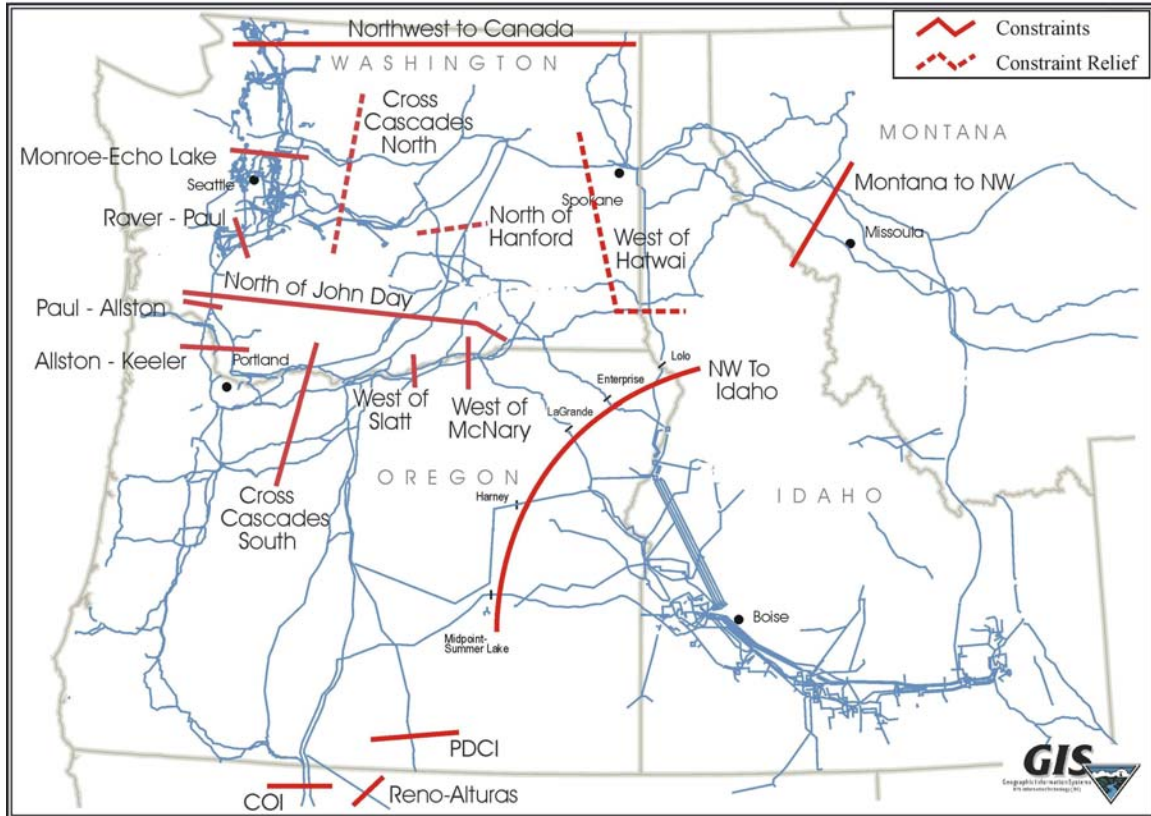 Northwest to Canada
WASHINGTON
Constraints
Constraint Relief
Cross
Cascades
North
MONTANA
Monroe-Echo Lake
Seattle
Spokane
Montana to NW
Raver - Paul
North of
Hanford
West of
Hatwai
Missoula
North of John Day
Paul - Allston
Allston - Keeler
Portland
Lolo
NW To
Idaho
Enterprise
West of
Slatt
West of
McNary
LaGrande
OREGON
Cross
Cascades
South
Harney
IDAHO
Boise
Midpoint-
Summer Lake
PDCI
COI
Reno-Alturas
GIS
Geographic Information Systems